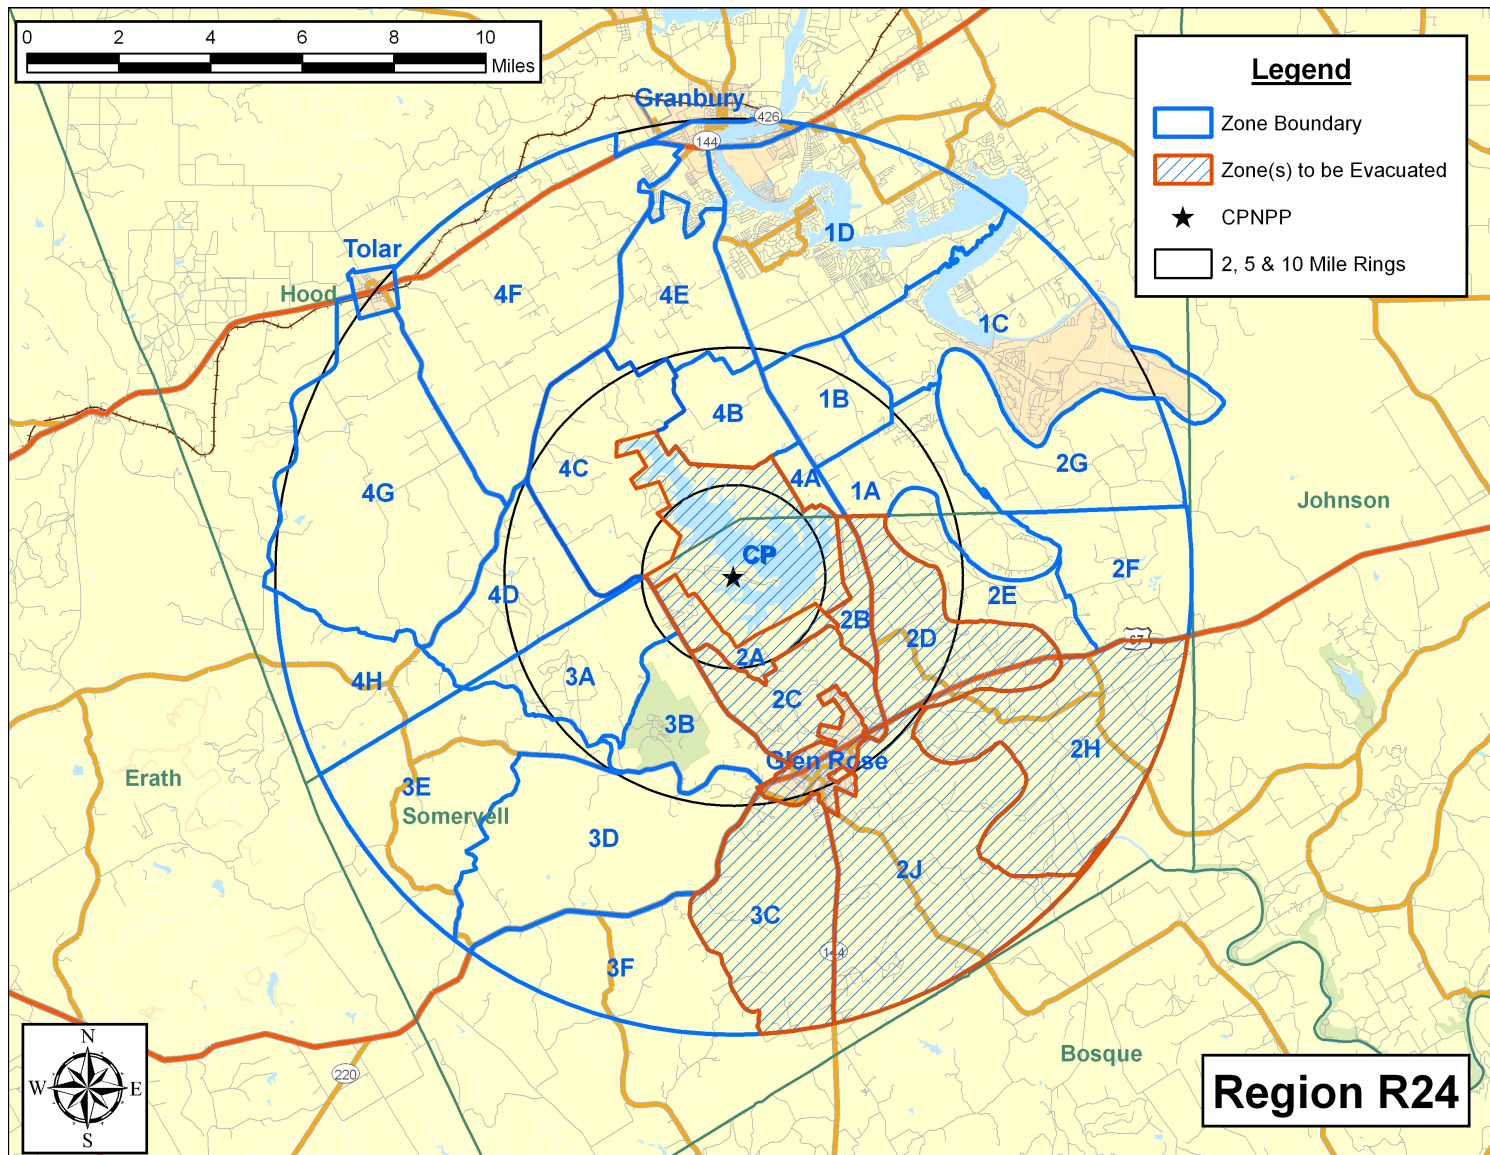 0 2 4 6 8 10
Miles
Legend
Zone Boundary
Zone(s) to be Evacuated
CPNPP
2, 5 & 10 Mile Rings
Granbury
426
144
1D
Tolar
Hood
4F
4E
1C
4B
1B
4C
4A
1A
2G
4G
Johnson
CP
4D
2B
2E
2F
2D
67
2A
3A
4H
2C
3B
2H
Glen Rose
Erath
3E
Somervell
3D
2J
3C
144
3F
Bosque
220
N
W E
S
Region R24